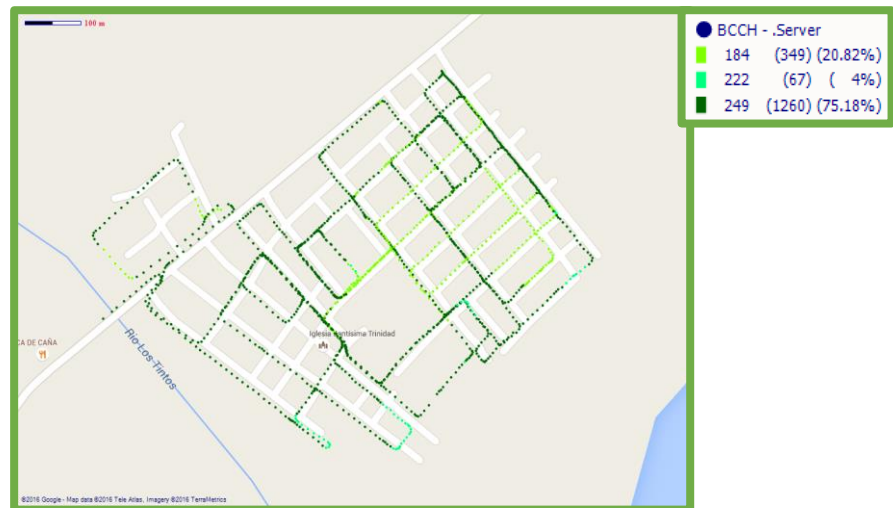 100 m
BCCH - .Server
184 (349) (20.82%)
222 (67) ( 4%)
249 (1260) (75.18%)
Iglesia Santísima Trinidad
CA DE CAÑA
Rio Los Tintos
©2016 Google - Map data ©2016 Tele Atlas, Imagery ©2016 TerraMetrics